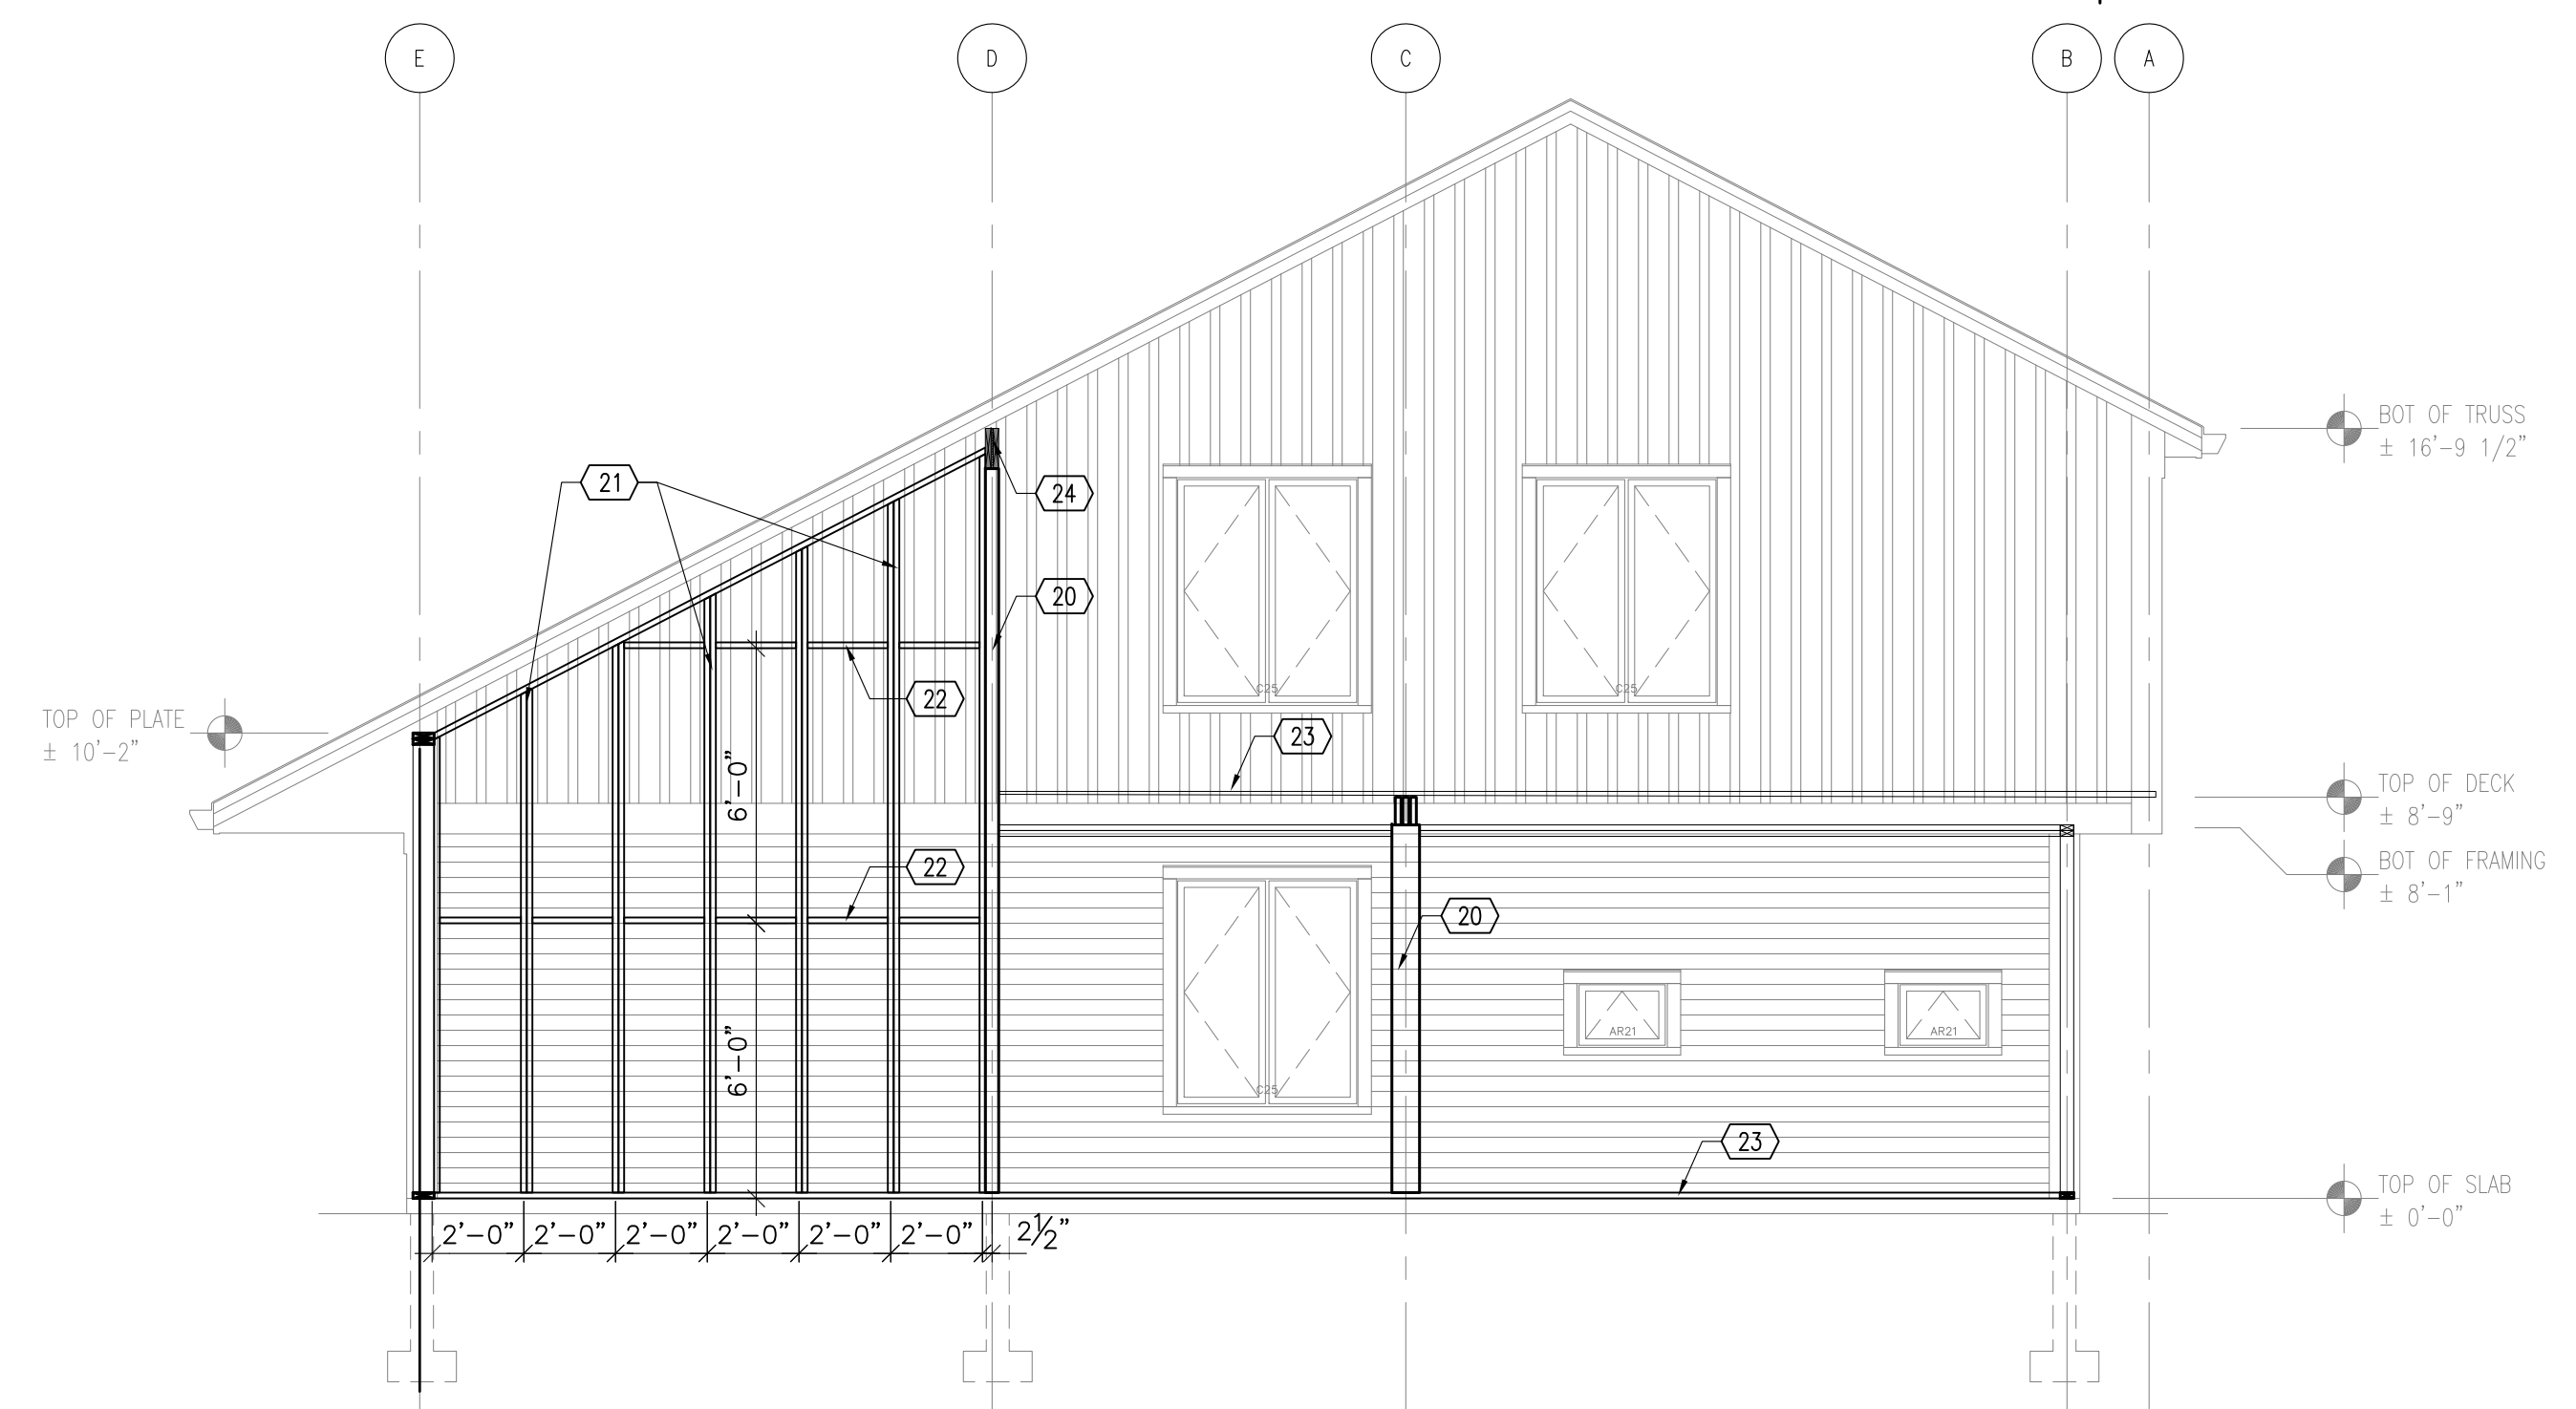 E
D
C
B
A
BOT OF TRUSS
± 16'-9 1/2"
21
24
20
22
TOP OF PLATE
± 10'-2"
C25
C25
23
6'-0"
TOP OF DECK
± 8'-9"
BOT OF FRAMING
± 8'-1"
22
20
6'-0"
AR21
AR21
C25
23
TOP OF SLAB
± 0'-0"
2'-0" 2'-0" 2'-0" 2'-0" 2'-0" 2'-0" 2½"